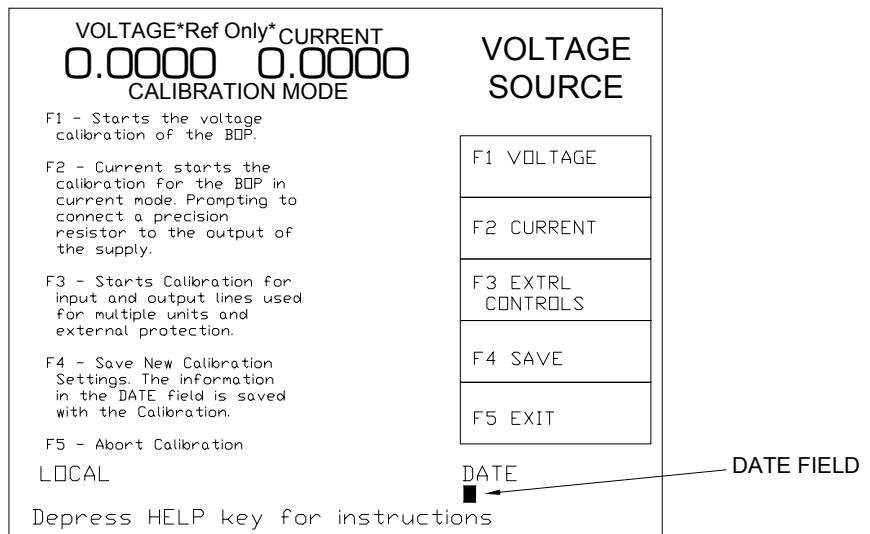 VOLTAGE*Ref Only* CURRENT
0.0000 0.0000
CALIBRATION MODE
VOLTAGE
SOURCE
F1 - Starts the voltage
calibration of the BOP.
F2 - Current starts the
calibration for the BOP in
current mode. Prompting to
connect a precision
resistor to the output of
the supply.
F3 - Starts Calibration for
input and output lines used
for multiple units and
external protection.
F4 - Save New Calibration
Settings. The information
in the DATE field is saved
with the Calibration.
F5 - Abort Calibration
F1 VOLTAGE
F2 CURRENT
F3 EXTRL
CONTROLS
F4 SAVE
F5 EXIT
LOCAL
DATE
DATE FIELD
Depress HELP key for instructions